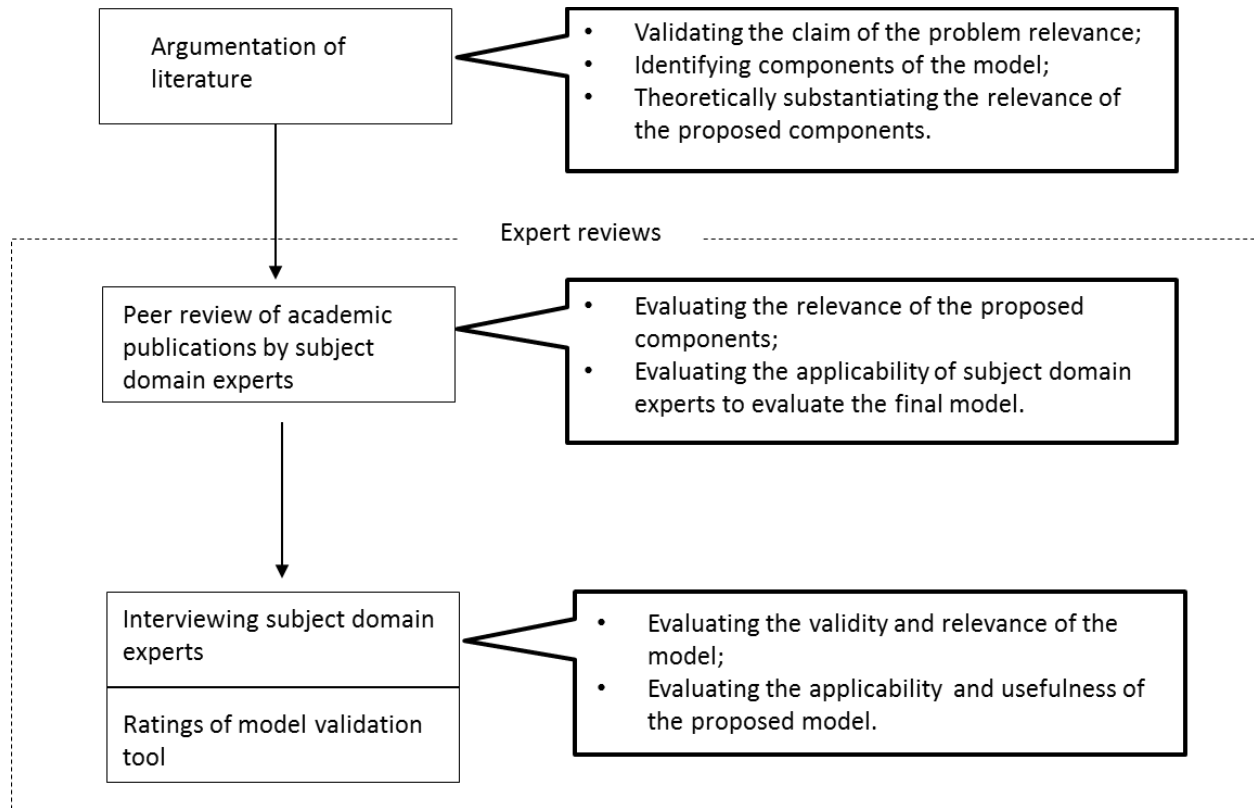 Argumentation of
literature
• Validating the claim of the problem relevance;
• Identifying components of the model;
• Theoretically substantiating the relevance of
the proposed components.
Expert reviews
Peer review of academic
publications by subject
domain experts
• Evaluating the relevance of the proposed
components;
• Evaluating the applicability of subject domain
experts to evaluate the final model.
Interviewing subject domain
experts
Ratings of model validation
tool
• Evaluating the validity and relevance of the
model;
• Evaluating the applicability and usefulness of
the proposed model.